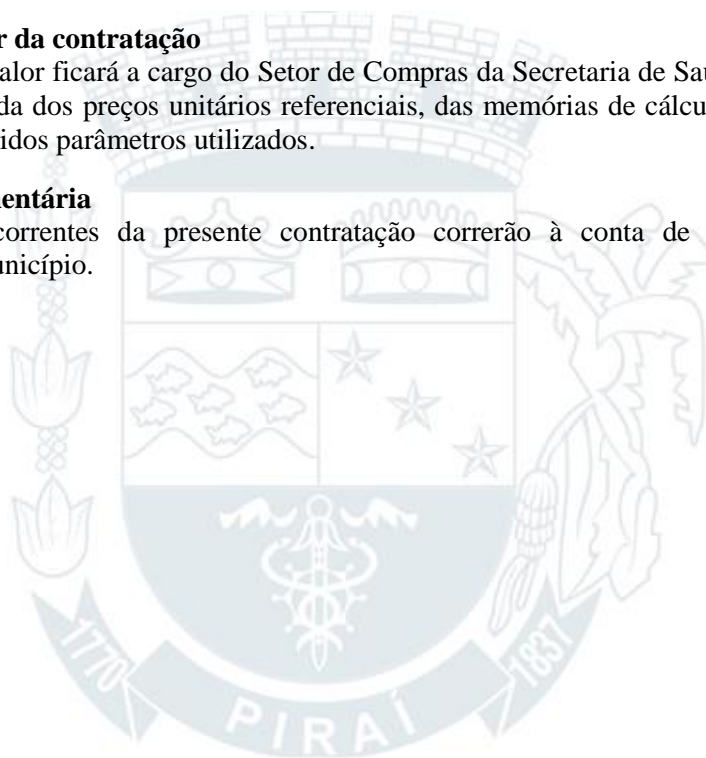 r da contratação
alor ficará a cargo do Setor de Compras da Secretaria de Sau
da dos preços unitários referenciais, das memórias de cálcu
idos parâmetros utilizados.
entária
correntes da presente contratação correrão à conta de
unicípio.
1770
PIRAÍ
1837